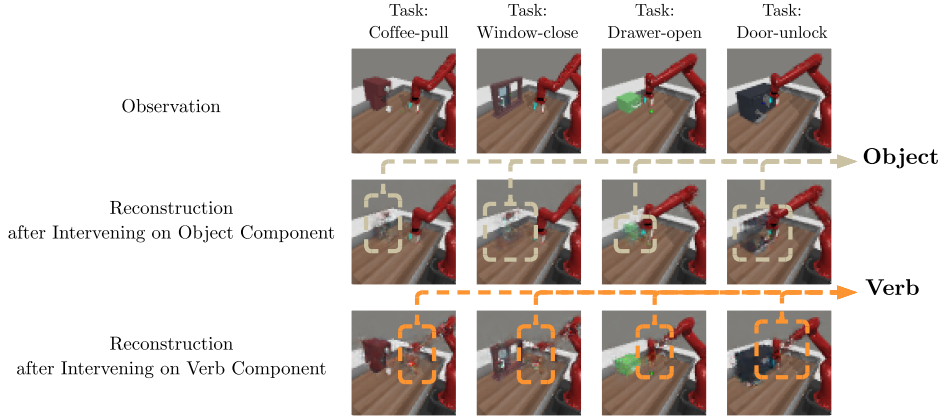 Task:
Coffee-pull
Task:
Window-close
Task:
Drawer-open
Task:
Door-unlock
Observation
Object
Reconstruction
after Intervening on Object Component
Verb
Reconstruction
after Intervening on Verb Component